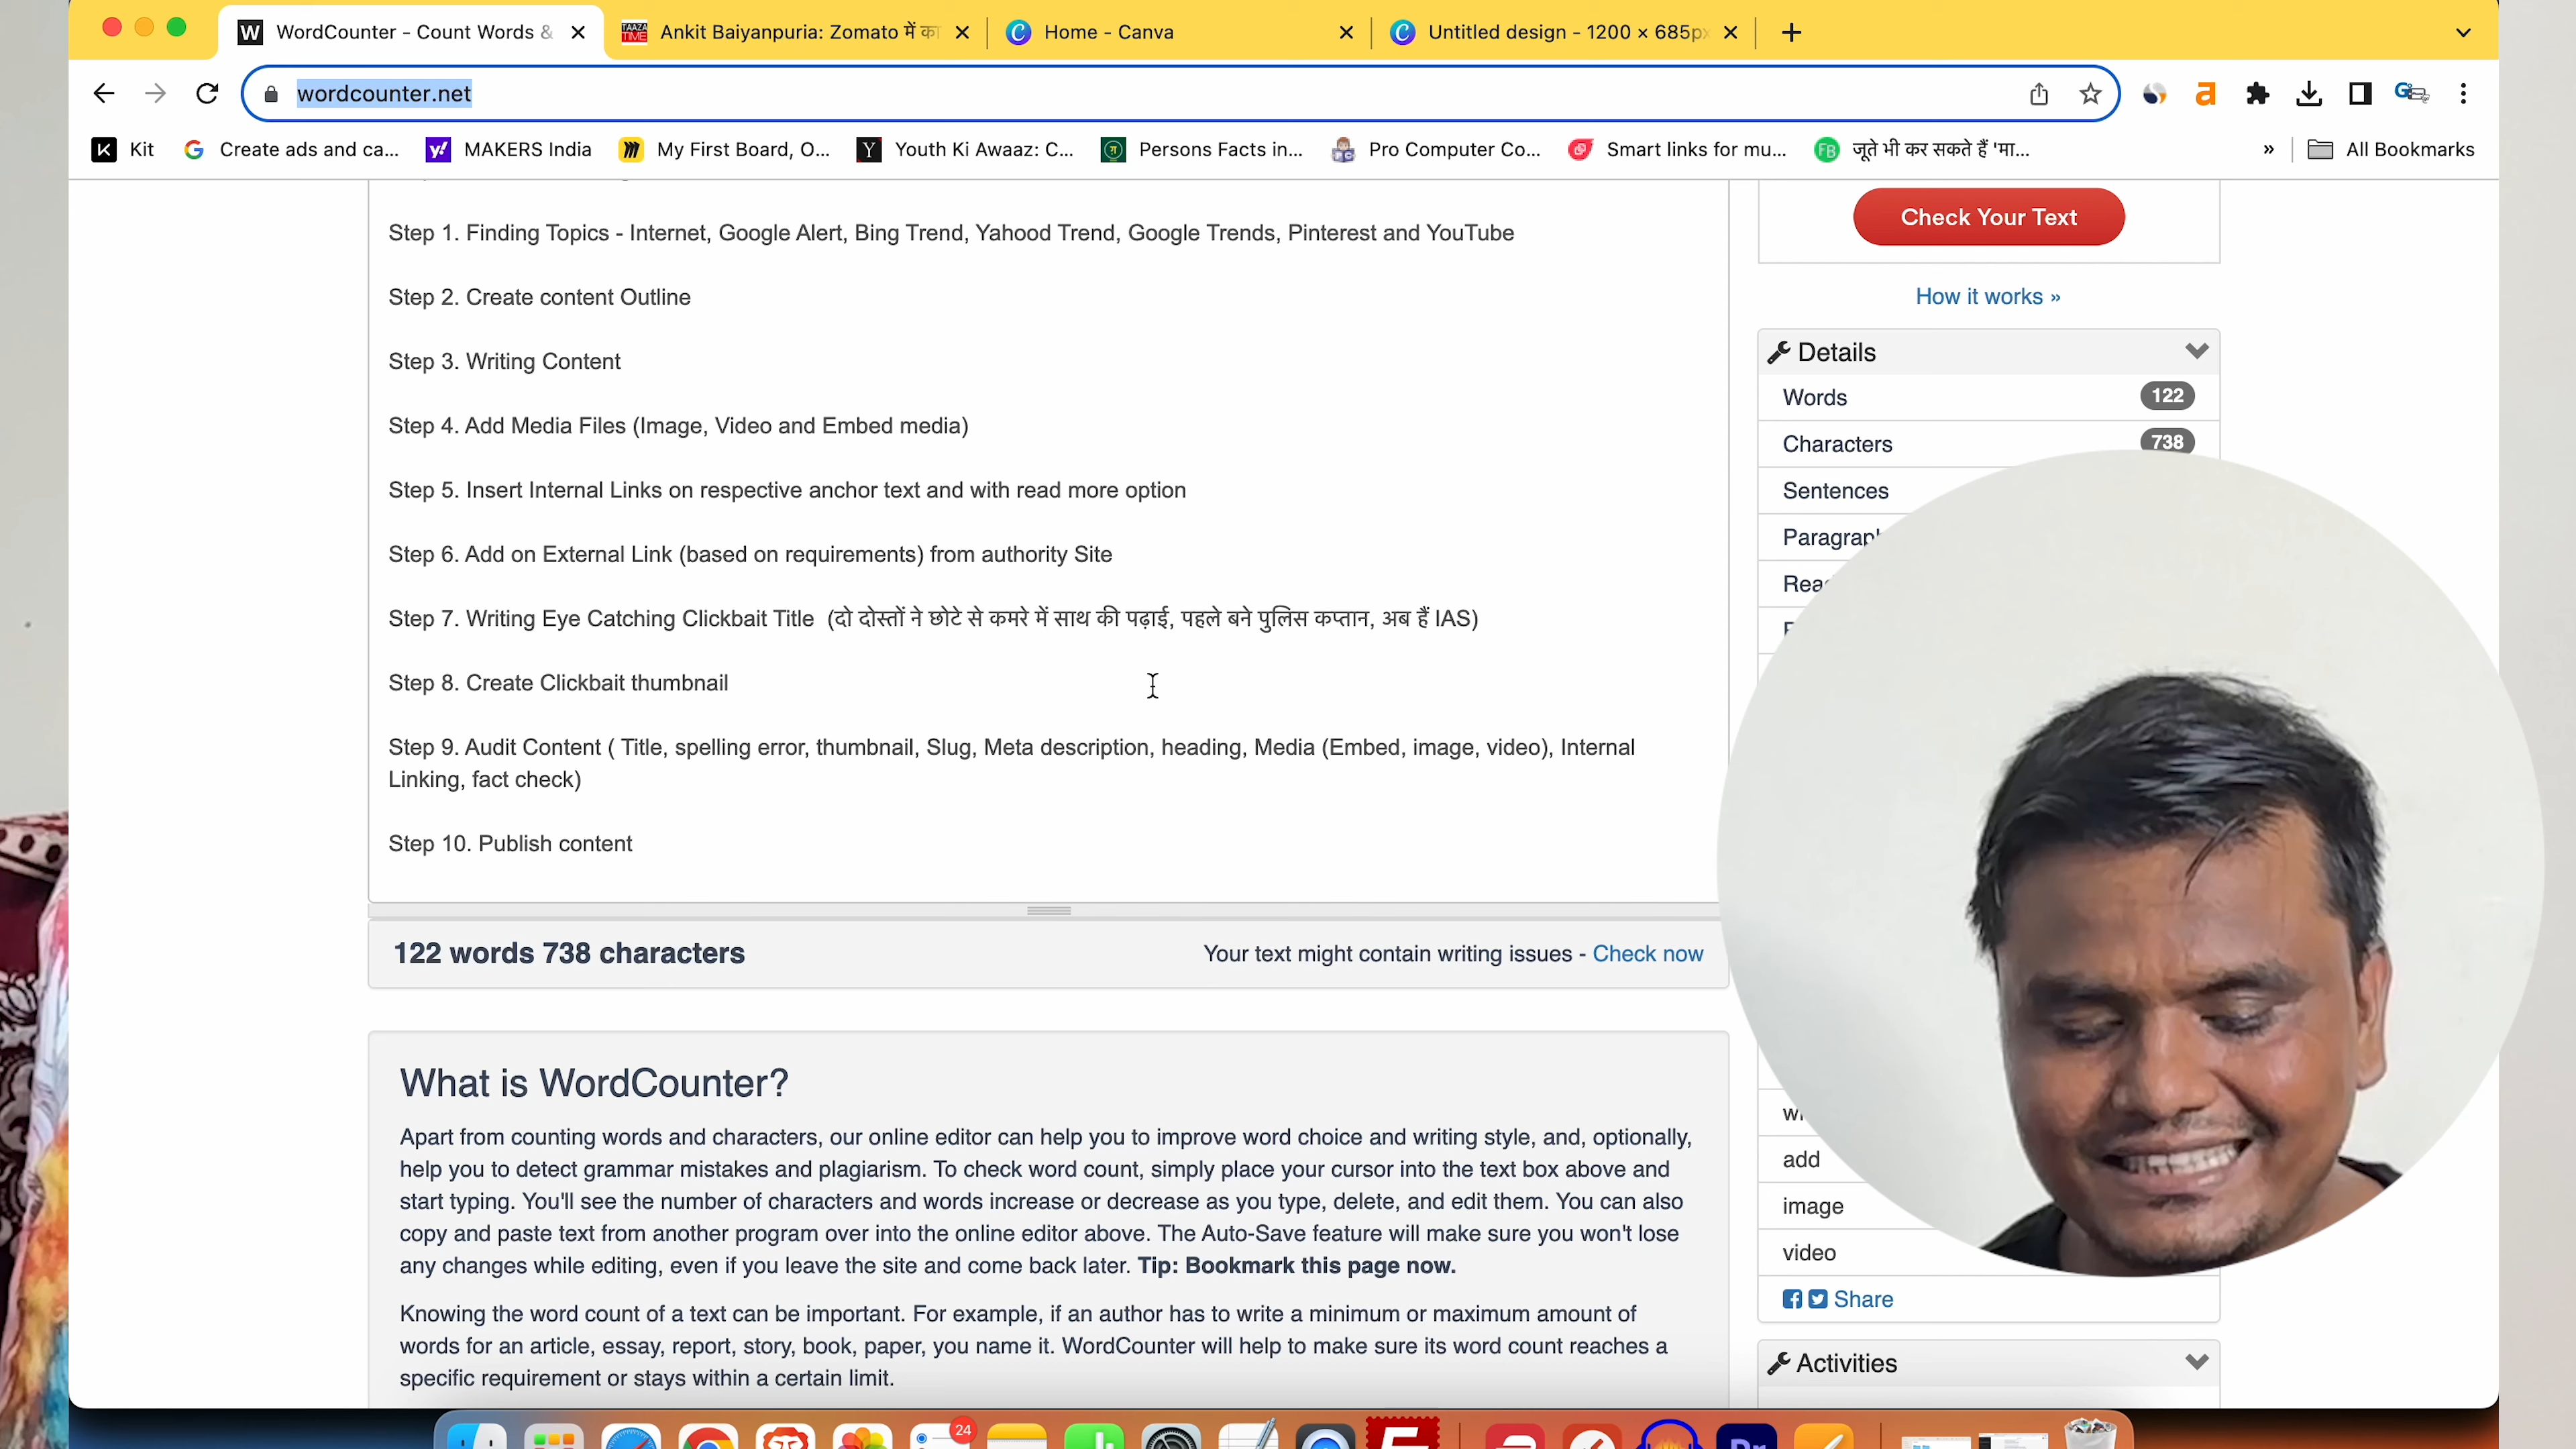 WordCounter - Count Words &
Ankit Baiyanpuria: Zomato में
Home - Canva
Untitled design - 1200 × 685px
wordcounter.net
Kit
Create ads and ca...
MAKERS India
My First Board, O...
Youth Ki Awaaz: C...
Persons Facts in...
Pro Computer Co...
Smart links for mu...
जूते भी कर सकते हैं 'मा...
All Bookmarks
Step 1. Finding Topics - Internet, Google Alert, Bing Trend, Yahood Trend, Google Trends, Pinterest and YouTube
Step 2. Create content Outline
Step 3. Writing Content
Step 4. Add Media Files (Image, Video and Embed media)
Step 5. Insert Internal Links on respective anchor text and with read more option
Step 6. Add on External Link (based on requirements) from authority Site
Step 7. Writing Eye Catching Clickbait Title (दो दोस्तों ने छोटे से कमरे में साथ की पढ़ाई, पहले बने पुलिस कप्तान, अब हैं IAS)
Step 8. Create Clickbait thumbnail
Step 9. Audit Content ( Title, spelling error, thumbnail, Slug, Meta description, heading, Media (Embed, image, video), Internal
Linking, fact check)
Step 10. Publish content
122 words 738 characters
Your text might contain writing issues - Check now
What is WordCounter?
Apart from counting words and characters, our online editor can help you to improve word choice and writing style, and, optionally,
help you to detect grammar mistakes and plagiarism. To check word count, simply place your cursor into the text box above and
start typing. You'll see the number of characters and words increase or decrease as you type, delete, and edit them. You can also
copy and paste text from another program over into the online editor above. The Auto-Save feature will make sure you won't lose
any changes while editing, even if you leave the site and come back later. Tip: Bookmark this page now.
Knowing the word count of a text can be important. For example, if an author has to write a minimum or maximum amount of
words for an article, essay, report, story, book, paper, you name it. WordCounter will help to make sure its word count reaches a
specific requirement or stays within a certain limit.
Check Your Text
How it works »
Details
Words 122
Characters 738
Sentences
add
image
video
Share
Activities
24